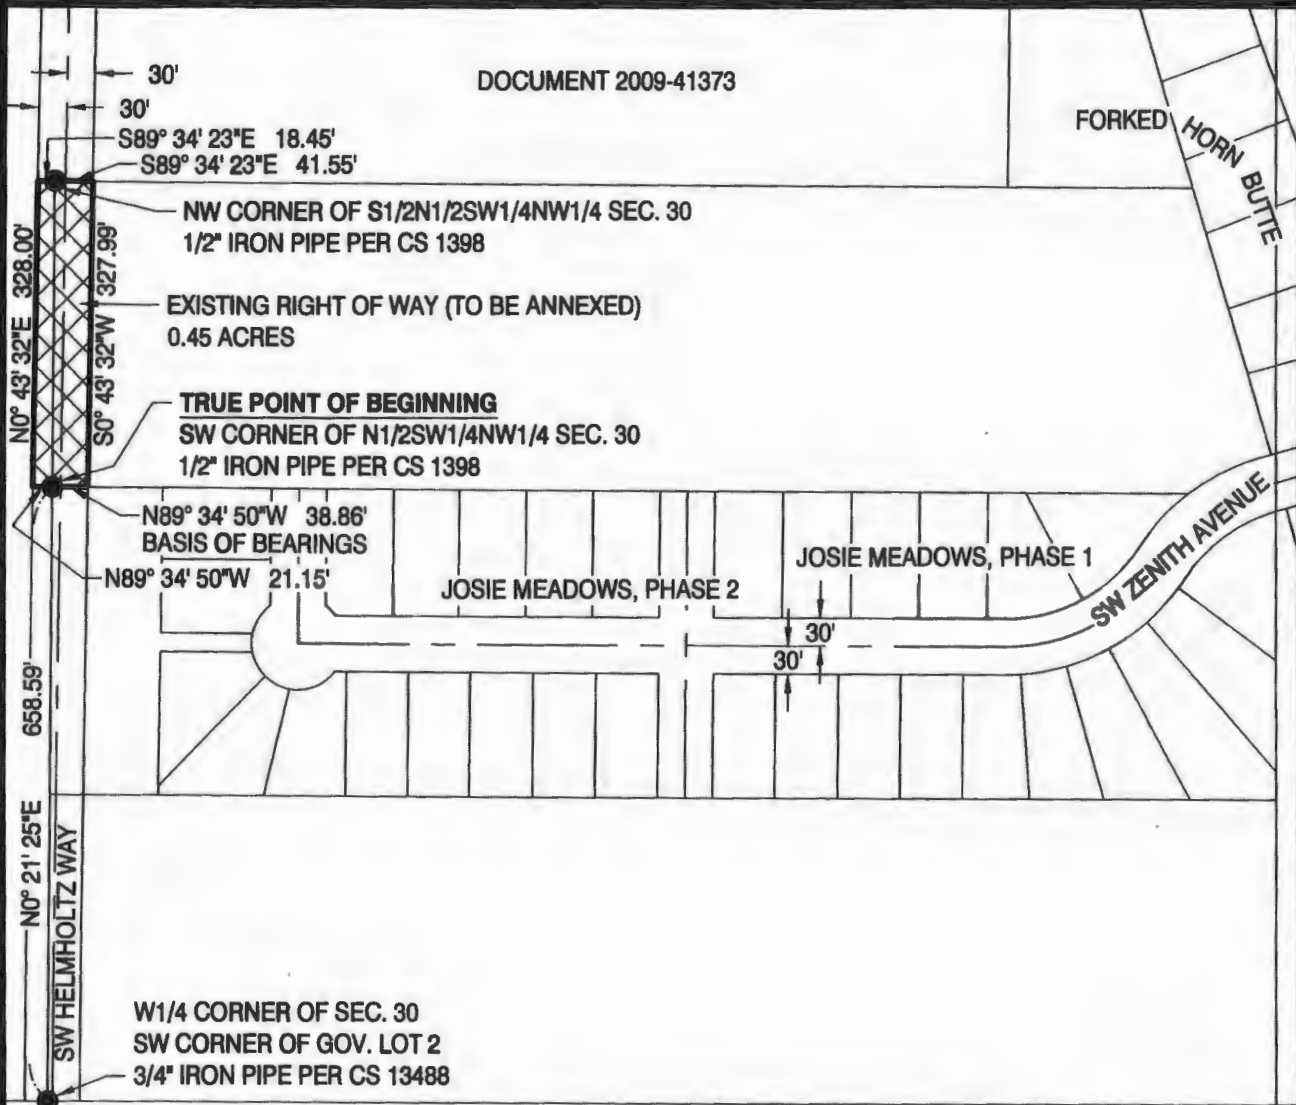 30'
DOCUMENT 2009-41373
30'
FORKED HORN BUTTE
S89° 34' 23"E 18.45'
S89° 34' 23"E 41.55'
NW CORNER OF S1/2N1/2SW1/4NW1/4 SEC. 30
1/2" IRON PIPE PER CS 1398
N0° 43' 32"E 328.00'
S0° 43' 32"W 327.99'
EXISTING RIGHT OF WAY (TO BE ANNEXED)
0.45 ACRES
TRUE POINT OF BEGINNING
SW CORNER OF N1/2SW1/4NW1/4 SEC. 30
1/2" IRON PIPE PER CS 1398
N89° 34' 50"W 38.86'
BASIS OF BEARINGS
N89° 34' 50"W 21.15'
JOSIE MEADOWS, PHASE 2
JOSIE MEADOWS, PHASE 1
SW ZENITH AVENUE
30'
30'
N0° 21' 25"E 658.59'
SW HELMHOLTZ WAY
W1/4 CORNER OF SEC. 30
SW CORNER OF GOV. LOT 2
3/4" IRON PIPE PER CS 13488